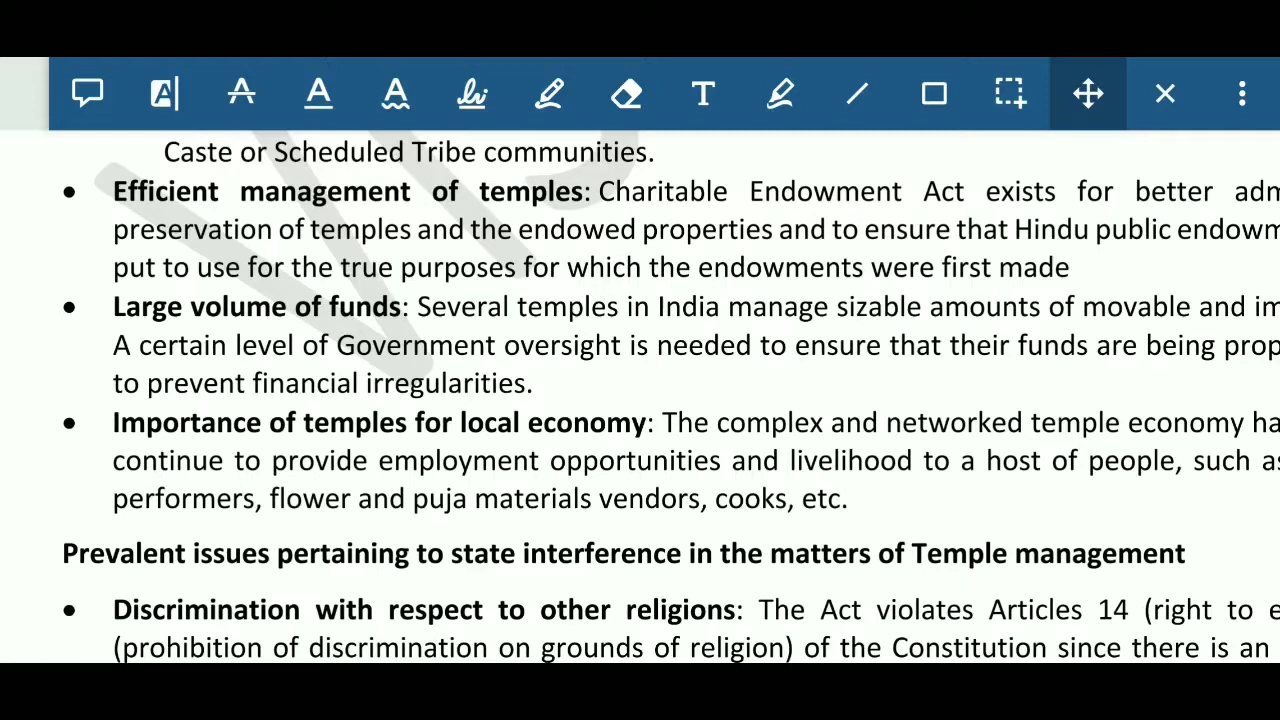 Caste or Scheduled Tribe communities.
• Efficient management of temples: Charitable Endowment Act exists for better
preservation of temples and the endowed properties and to ensure that Hindu public
put to use for the true purposes for which the endowments were first made
• Large volume of funds: Several temples in India manage sizable amounts of movable and
A certain level of Government oversight is needed to ensure that their funds are being
to prevent financial irregularities.
• Importance of temples for local economy: The complex and networked temple economy
continue to provide employment opportunities and livelihood to a host of people, such
performers, flower and puja materials vendors, cooks, etc.
Prevalent issues pertaining to state interference in the matters of Temple management
• Discrimination with respect to other religions: The Act violates Articles 14 (right to
(prohibition of discrimination on grounds of religion) of the Constitution since there is an